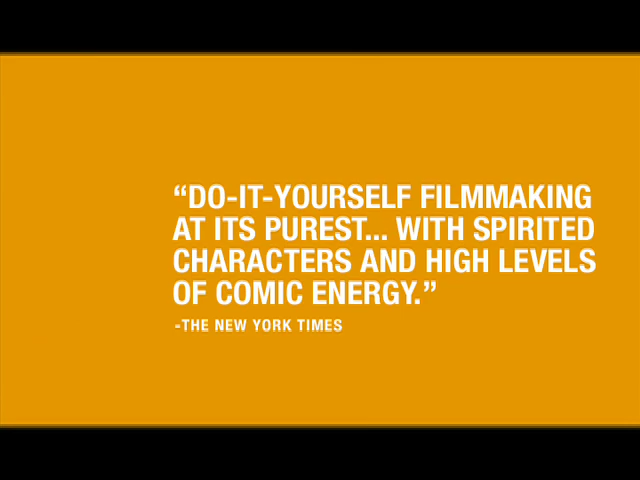 “DO-IT-YOURSELF FILMMAKING
AT ITS PUREST... WITH SPIRITED
CHARACTERS AND HIGH LEVELS
OF COMIC ENERGY.”
-THE NEW YORK TIMES